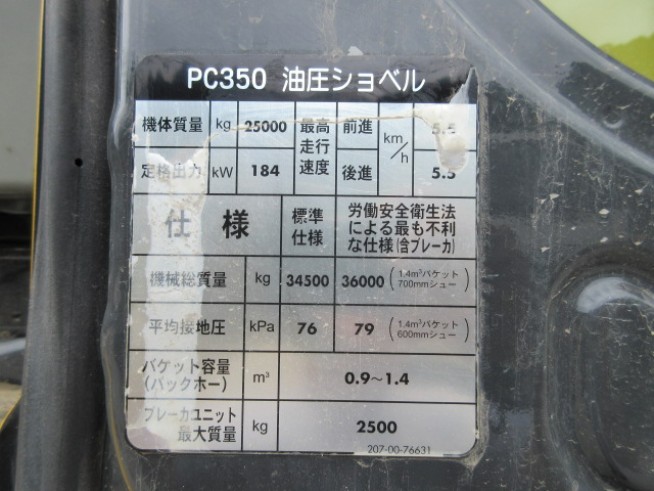 PC350 油圧ショベル
機体質量 kg 25000 最高走行速度 前進 km/h 5.5
定格出力 kW 184 後進 5.5
仕様 標準仕様 労働安全衛生法による最も不利な仕様(含ブレーカ)
機械総質量 kg 34500 36000 (1.4m³バケット 700mmシュー)
平均接地圧 kPa 76 79 (1.4m³バケット 600mmシュー)
バケット容量(バックホー) m³ 0.9~1.4
ブレーカユニット最大質量 kg 2500
207-00-76631